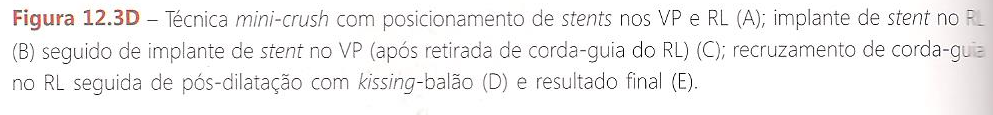 Figura 12.3D – Técnica mini-crush com posicionamento de stents nos VP e RL (A); implante de stent no RL
(B) seguido de implante de stent no VP (após retirada de corda-guia do RL) (C); recruzamento de corda-guia
no RL seguida de pós-dilatação com kissing-balão (D) e resultado final (E).